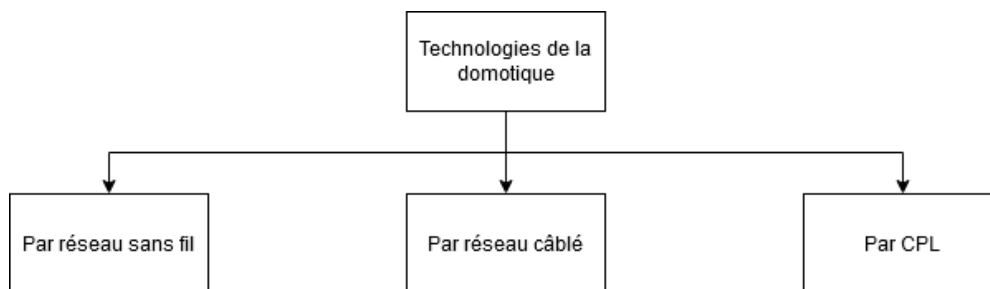 Technologies de la
domotique
Par réseau sans fil
Par réseau câblé
Par CPL